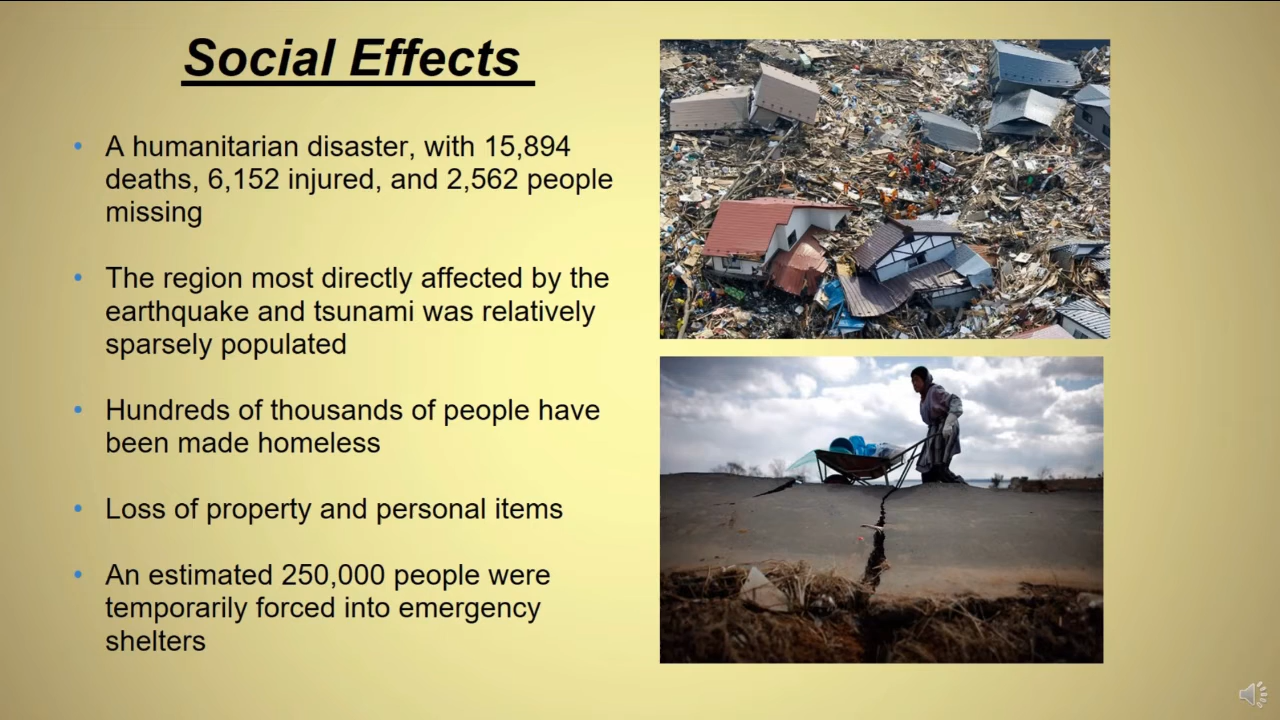 Social Effects
A humanitarian disaster, with 15,894
deaths, 6,152 injured, and 2,562 people
missing
The region most directly affected by the
earthquake and tsunami was relatively
sparsely populated
Hundreds of thousands of people have
been made homeless
Loss of property and personal items
An estimated 250,000 people were
temporarily forced into emergency
shelters